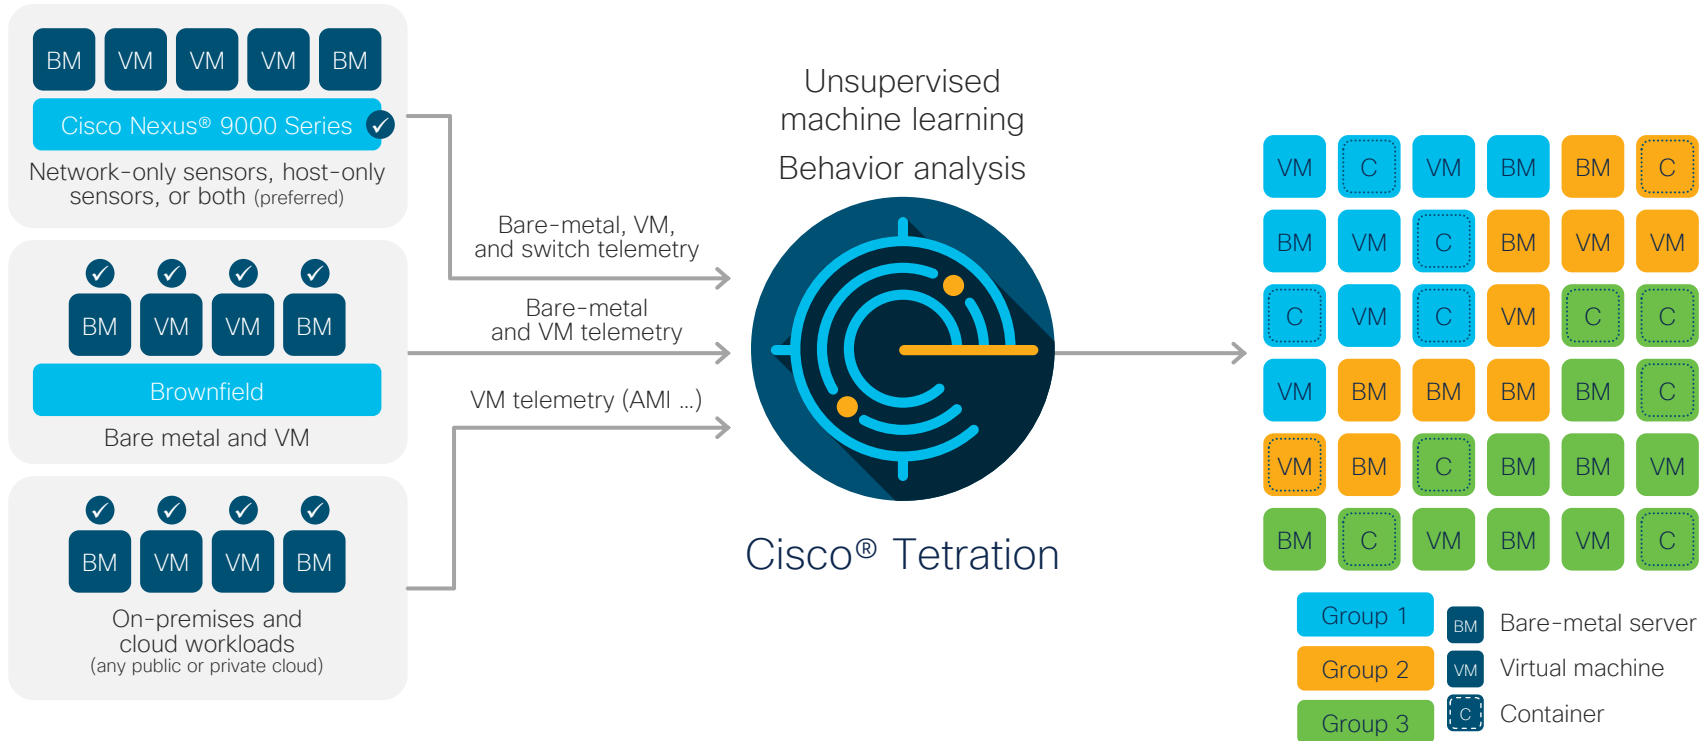 BM VM VM VM BM
Cisco Nexus® 9000 Series
Network-only sensors, host-only
sensors, or both (preferred)
BM VM VM BM
Brownfield
Bare metal and VM
BM VM VM BM
On-premises and
cloud workloads
(any public or private cloud)
Bare-metal, VM,
and switch telemetry
Bare-metal
and VM telemetry
VM telemetry (AMI ...)
Unsupervised
machine learning
Behavior analysis
Cisco® Tetration
VM C VM BM BM C
BM VM C BM VM VM
C VM C VM C C
VM BM BM BM BM C
VM BM C BM BM VM
BM C VM BM VM C
Group 1
Group 2
Group 3
BM Bare-metal server
VM Virtual machine
C Container